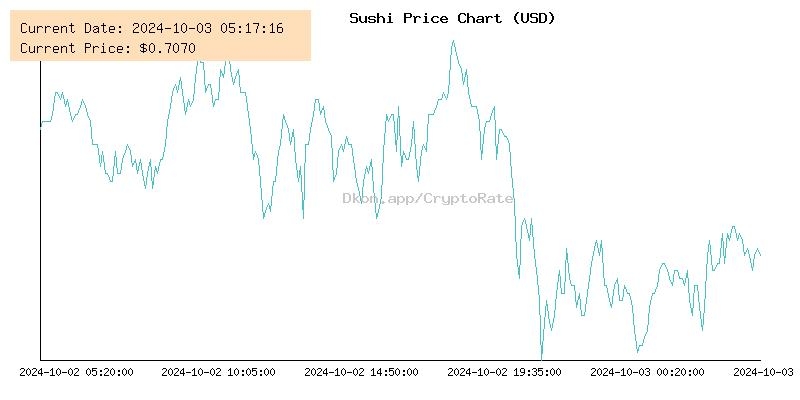 Sushi Price Chart (USD)
Current Date: 2024-10-03 05:17:16
Current Price: $0.7070
Dkon.app/CryptoRate
2024-10-02 05:20:00 2024-10-02 10:05:00 2024-10-02 14:50:00 2024-10-02 19:35:00 2024-10-03 00:20:00 2024-10-03